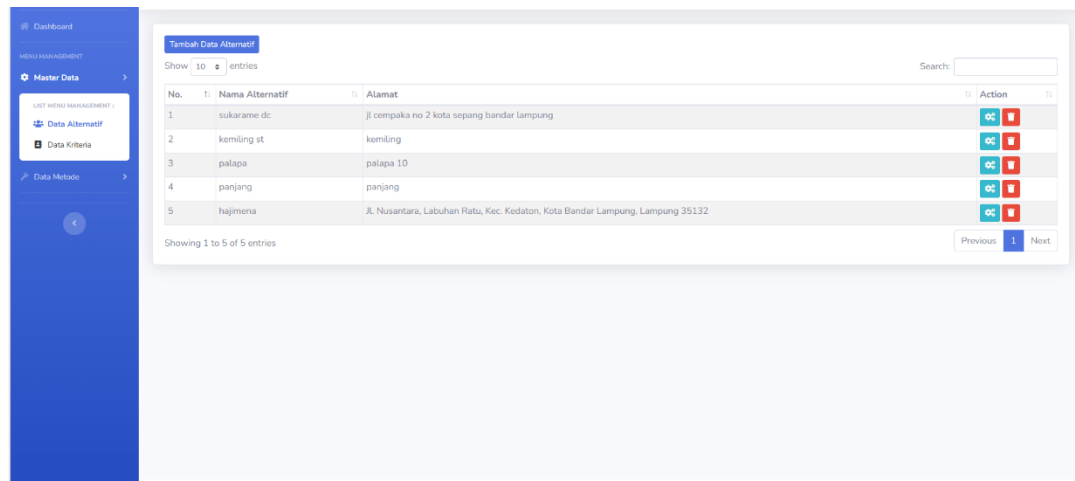 Dashboard
MENU MANAGEMENT
Master Data
LIST MENU MANAGEMENT :
Data Alternatif
Data Kriteria
Data Metode
Tambah Data Alternatif
Show 10 entries
Search:
No. Nama Alternatif Alamat Action
1 sukarame dc jl cempaka no 2 kota sepang bandar lampung
2 kemiling st kemiling
3 palapa palapa 10
4 panjang panjang
5 hajimena JL. Nusantara, Labuhan Ratu, Kec. Kedaton, Kota Bandar Lampung, Lampung 35132
Showing 1 to 5 of 5 entries
Previous 1 Next